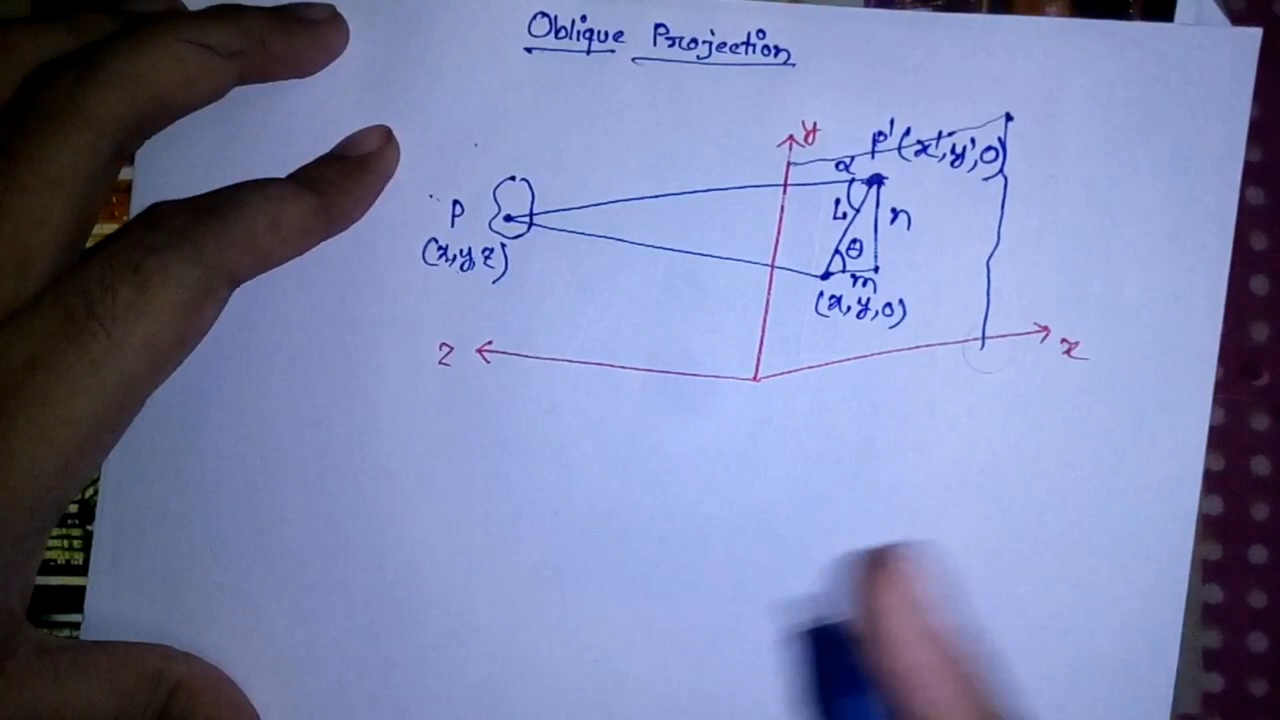 Oblique Projection
y
P'(x',y',0)
α
P
L
n
θ
(x,y,z)
m
(x,y,0)
z
x